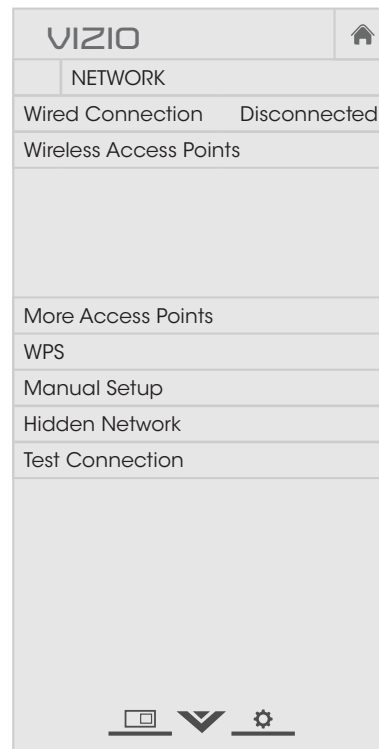 VIZIO
NETWORK
Wired Connection Disconnected
Wireless Access Points
More Access Points
WPS
Manual Setup
Hidden Network
Test Connection